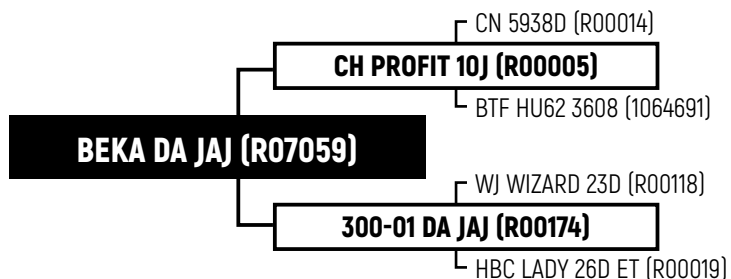 CN 5938D (R00014)
CH PROFIT 10J (R00005)
BTF HU62 3608 (1064691)
BEKA DA JAJ (R07059)
WJ WIZARD 23D (R00118)
300-01 DA JAJ (R00174)
HBC LADY 26D ET (R00019)